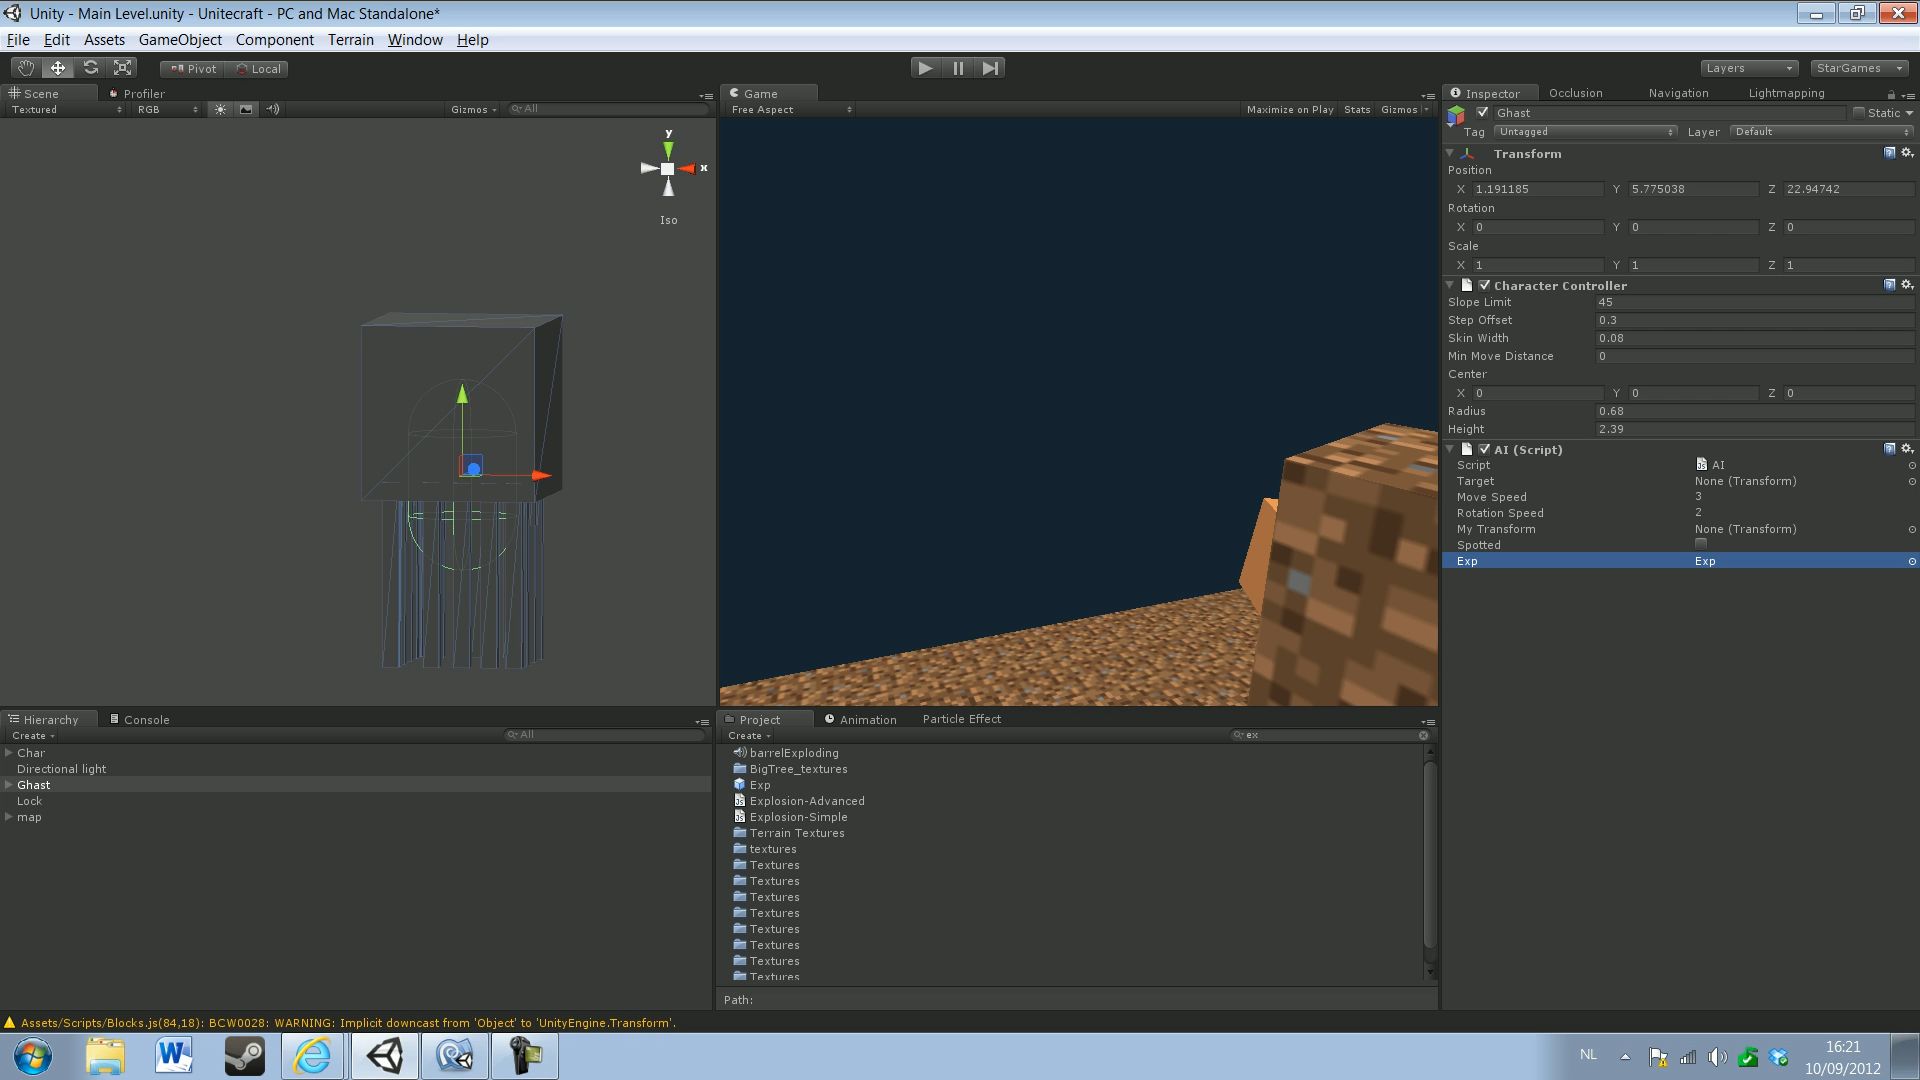 Unity - Main Level.unity - Unitecraft - PC and Mac Standalone*
File Edit Assets GameObject Component Terrain Window Help
Pivot Local Layers StarGames
Scene Profiler
Textured RGB Gizmos All
y
x
Iso
Game
Free Aspect Maximize on Play Stats Gizmos
Inspector Occlusion Navigation Lightmapping
Ghast Static
Tag Untagged Layer Default
Transform
Position
X 1.191185 Y 5.775038 Z 22.94742
Rotation
X 0 Y 0 Z 0
Scale
X 1 Y 1 Z 1
Character Controller
Slope Limit 45
Step Offset 0.3
Skin Width 0.08
Min Move Distance 0
Center
X 0 Y 0 Z 0
Radius 0.68
Height 2.39
AI (Script)
Script AI
Target None (Transform)
Move Speed 3
Rotation Speed 2
My Transform None (Transform)
Spotted
Exp Exp
Hierarchy Console
Create All
Char
Directional light
Ghast
Lock
map
Project Animation Particle Effect
Create ex
barrelExploding
BigTree_textures
Exp
Explosion-Advanced
Explosion-Simple
Terrain Textures
textures
Textures
Textures
Textures
Textures
Textures
Textures
Textures
Textures
Path:
Assets/Scripts/Blocks.js(84,18): BCW0028: WARNING: Implicit downcast from 'Object' to 'UnityEngine.Transform'.
NL
16:21
10/09/2012